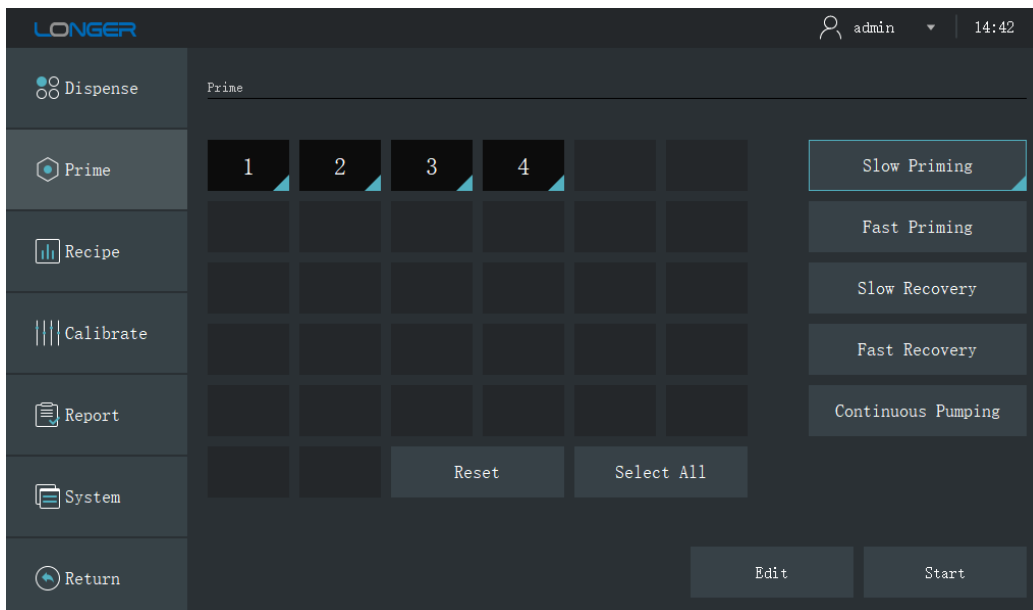 LONGER
admin
14:42
Dispense
Prime
Prime
1 2 3 4
Slow Priming
Fast Priming
Recipe
Slow Recovery
Calibrate
Fast Recovery
Report
Continuous Pumping
Reset
Select All
System
Return
Edit
Start